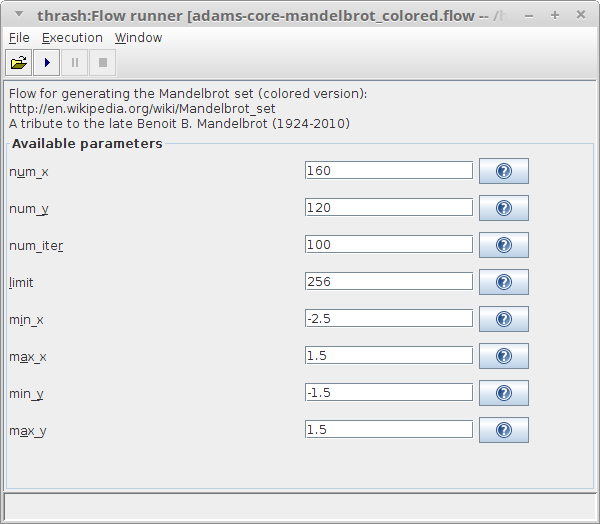 thrash:Flow runner [adams-core-mandelbrot_colored.flow -- /h
File Execution Window
Flow for generating the Mandelbrot set (colored version):
http://en.wikipedia.org/wiki/Mandelbrot_set
A tribute to the late Benoit B. Mandelbrot (1924-2010)
Available parameters
num_x 160
num_y 120
num_iter 100
limit 256
min_x -2.5
max_x 1.5
min_y -1.5
max_y 1.5